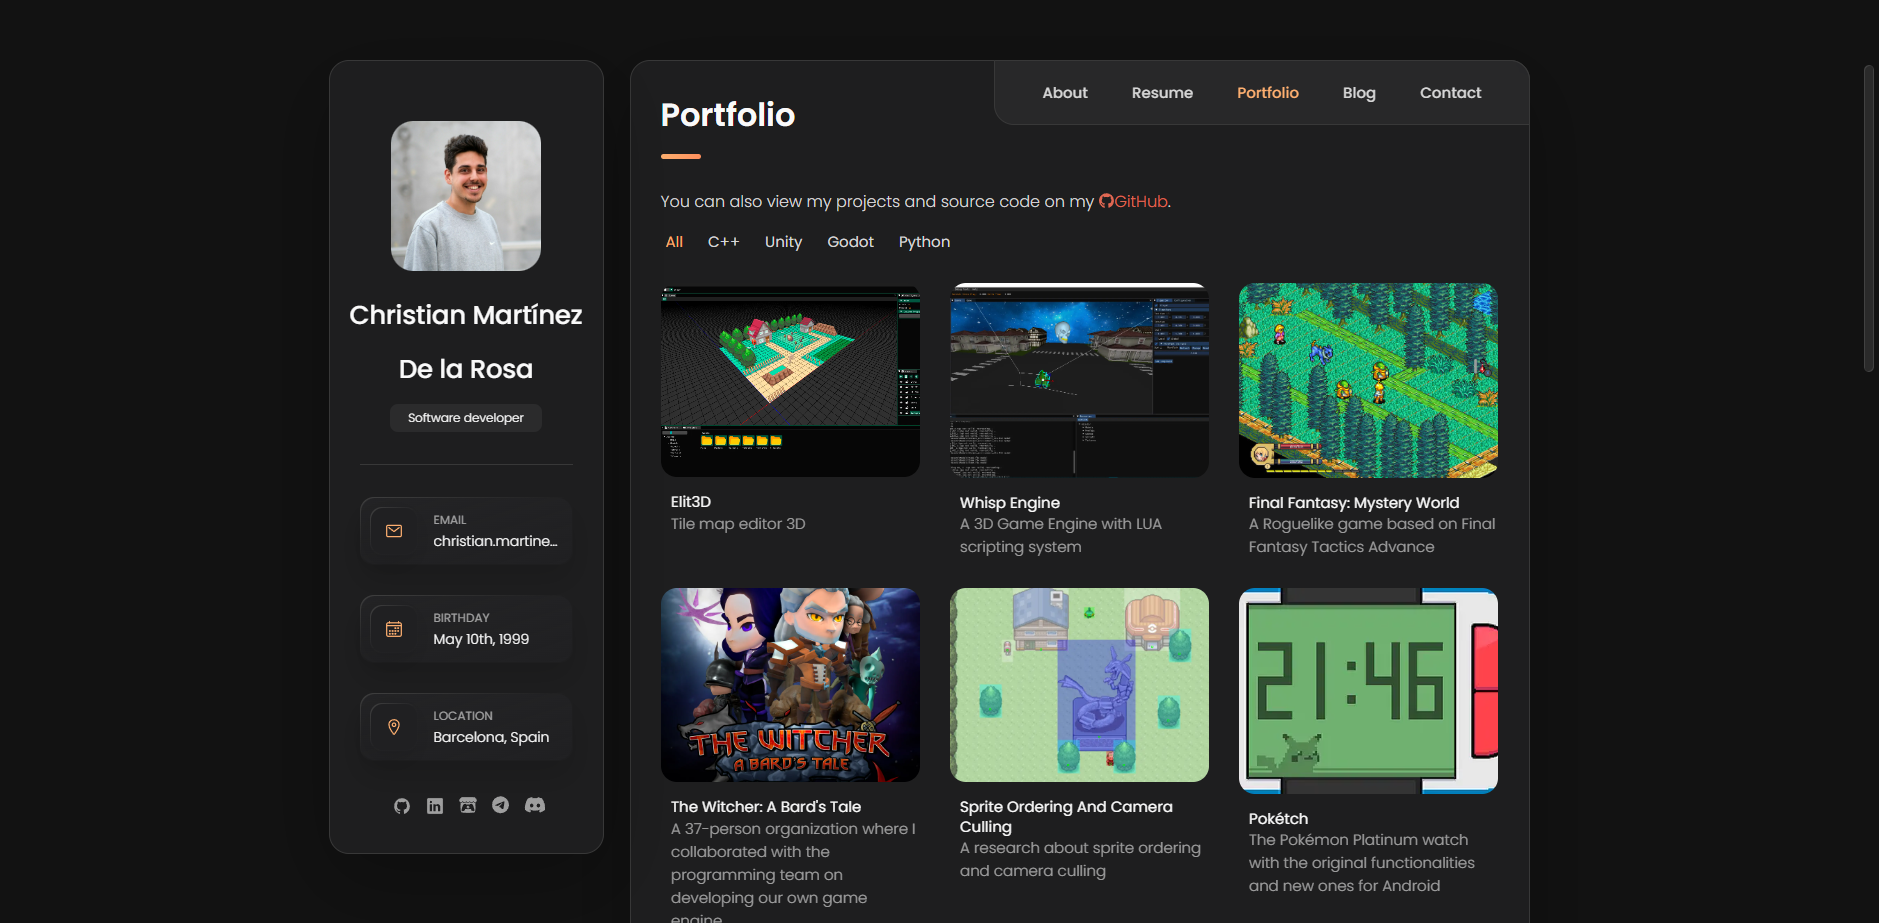 Christian Martínez
De la Rosa
Software developer
EMAIL
christian.martine...
BIRTHDAY
May 10th, 1999
LOCATION
Barcelona, Spain
About Resume Portfolio Blog Contact
Portfolio
You can also view my projects and source code on my GitHub.
All C++ Unity Godot Python
Elit3D
Tile map editor 3D
Whisp Engine
A 3D Game Engine with LUA
scripting system
Final Fantasy: Mystery World
A Roguelike game based on Final
Fantasy Tactics Advance
THE WITCHER
A BARD'S TALE
The Witcher: A Bard's Tale
A 37-person organization where I
collaborated with the
programming team on
developing our own game
engine
Sprite Ordering And Camera
Culling
A research about sprite ordering
and camera culling
21:46
Pokétch
The Pokémon Platinum watch
with the original functionalities
and new ones for Android